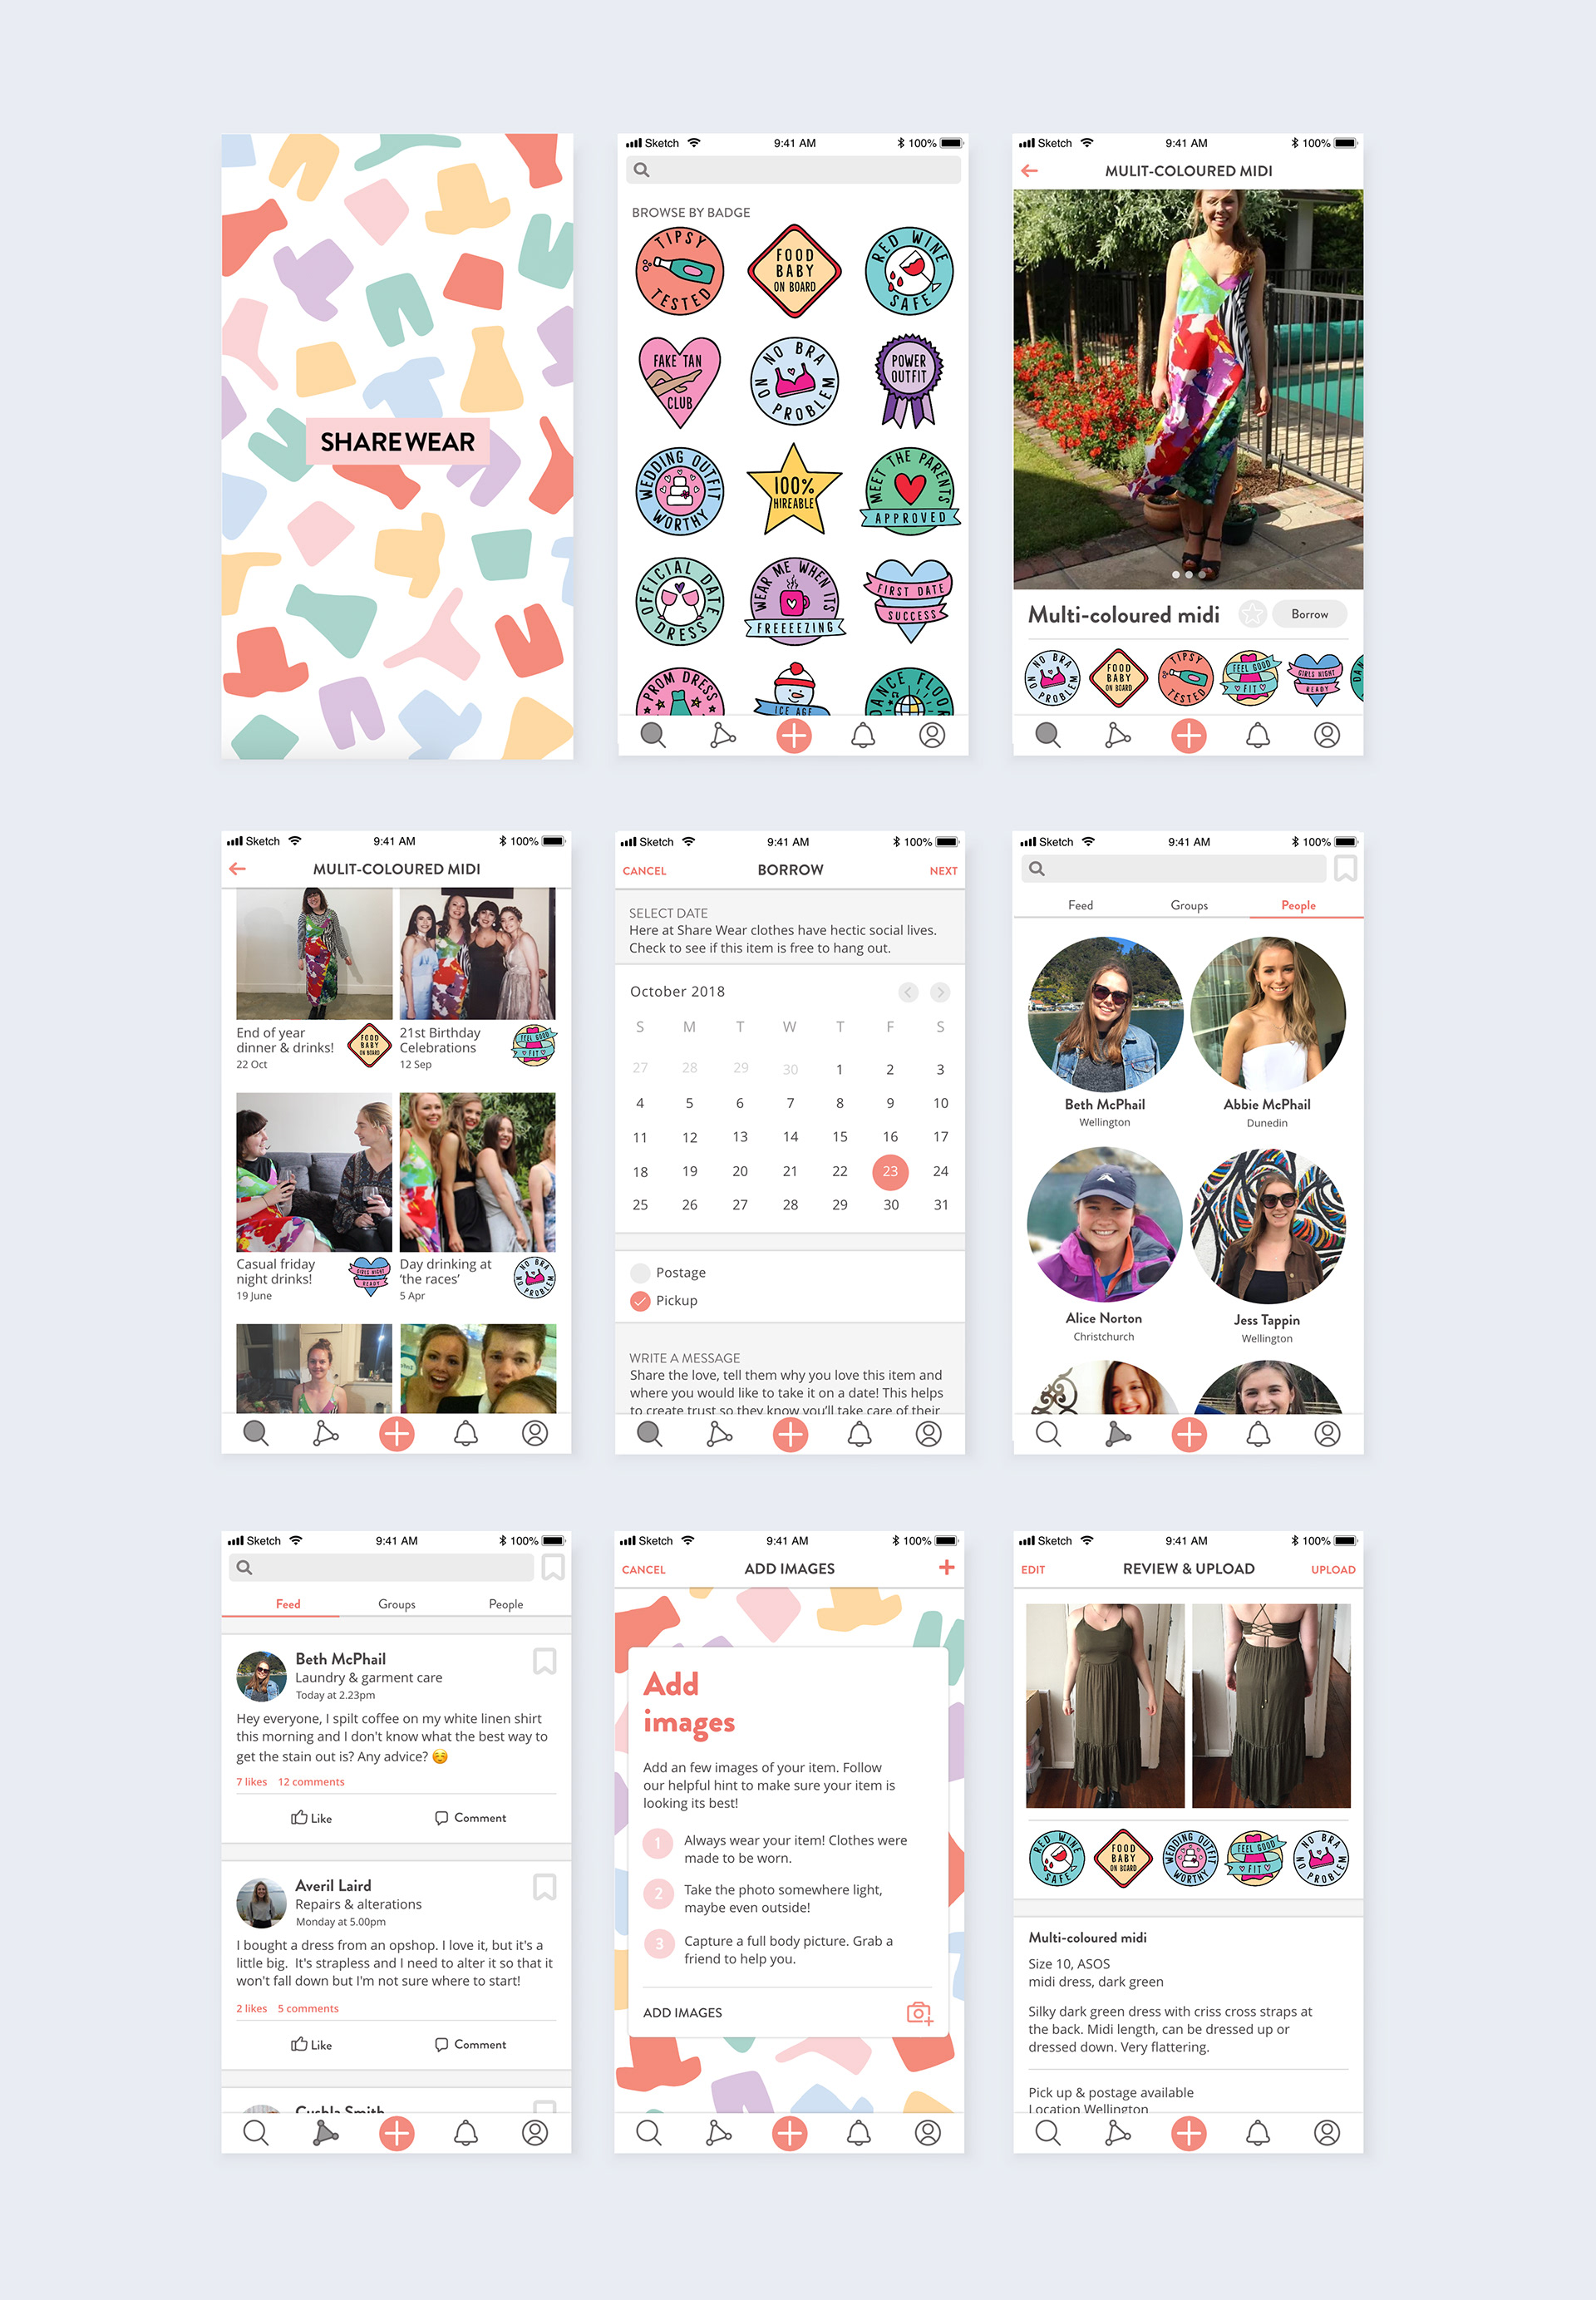 SHAREWEAR
Sketch 9:41 AM 100%
BROWSE BY BADGE
TIPSY TESTED
FOOD BABY ON BOARD
RED WINE SAFE
FAKE TAN CLUB
NO BRA NO PROBLEM
POWER OUTFIT
WEDDING OUTFIT WORTHY
100% HIREABLE
MEET THE PARENTS APPROVED
OFFICIAL DATE DRESS
WEAR ME WHEN ITS FREEEEZING
FIRST DATE SUCCESS
PROM DRESS
ICE AGE
DANCE FLOOR
Sketch 9:41 AM 100%
MULIT-COLOURED MIDI
Multi-coloured midi
Borrow
NO BRA NO PROBLEM
FOOD BABY ON BOARD
TIPSY TESTED
FEEL GOOD FIT
GIRLS NIGHT READY
Sketch 9:41 AM 100%
MULIT-COLOURED MIDI
End of year
dinner & drinks!
22 Oct
FOOD BABY ON BOARD
21st Birthday
Celebrations
12 Sep
FEEL GOOD FIT
Casual friday
night drinks!
19 June
GIRLS NIGHT READY
Day drinking at
'the races'
5 Apr
NO BRA NO PROBLEM
Sketch 9:41 AM 100%
CANCEL BORROW NEXT
SELECT DATE
Here at Share Wear clothes have hectic social lives.
Check to see if this item is free to hang out.
October 2018
S M T W T F S
27 28 29 30 1 2 3
4 5 6 7 8 9 10
11 12 13 14 15 16 17
18 19 20 21 22 23 24
25 26 27 28 29 30 31
Postage
Pickup
WRITE A MESSAGE
Share the love, tell them why you love this item and
where you would like to take it on a date! This helps
to create trust so they know you'll take care of their
Sketch 9:41 AM 100%
Feed Groups People
Beth McPhail
Wellington
Abbie McPhail
Dunedin
Alice Norton
Christchurch
Jess Tappin
Wellington
Sketch 9:41 AM 100%
Feed Groups People
Beth McPhail
Laundry & garment care
Today at 2.23pm
Hey everyone, I spilt coffee on my white linen shirt
this morning and I don't know what the best way to
get the stain out is? Any advice? ☺️
7 likes 12 comments
Like Comment
Averil Laird
Repairs & alterations
Monday at 5.00pm
I bought a dress from an opshop. I love it, but it's a
little big. It's strapless and I need to alter it so that it
won't fall down but I'm not sure where to start!
2 likes 5 comments
Like Comment
Cushla Smith
Sketch 9:41 AM 100%
CANCEL ADD IMAGES
Add
images
Add an few images of your item. Follow
our helpful hint to make sure your item is
looking its best!
1 Always wear your item! Clothes were
made to be worn.
2 Take the photo somewhere light,
maybe even outside!
3 Capture a full body picture. Grab a
friend to help you.
ADD IMAGES
Sketch 9:41 AM 100%
EDIT REVIEW & UPLOAD UPLOAD
RED WINE SAFE
FOOD BABY ON BOARD
WEDDING OUTFIT WORTHY
FEEL GOOD FIT
NO BRA NO PROBLEM
Multi-coloured midi
Size 10, ASOS
midi dress, dark green
Silky dark green dress with criss cross straps at
the back. Midi length, can be dressed up or
dressed down. Very flattering.
Pick up & postage available
Location Wellington